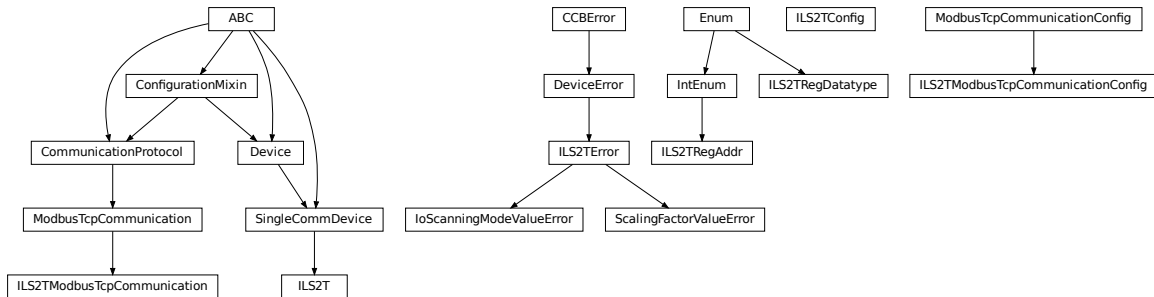 ABC
CCBError
Enum
ILS2TConfig
ModbusTcpCommunicationConfig
ConfigurationMixin
DeviceError
IntEnum
ILS2TRegDatatype
ILS2TModbusTcpCommunicationConfig
CommunicationProtocol
Device
ILS2TError
ILS2TRegAddr
ModbusTcpCommunication
SingleCommDevice
IoScanningModeValueError
ScalingFactorValueError
ILS2TModbusTcpCommunication
ILS2T